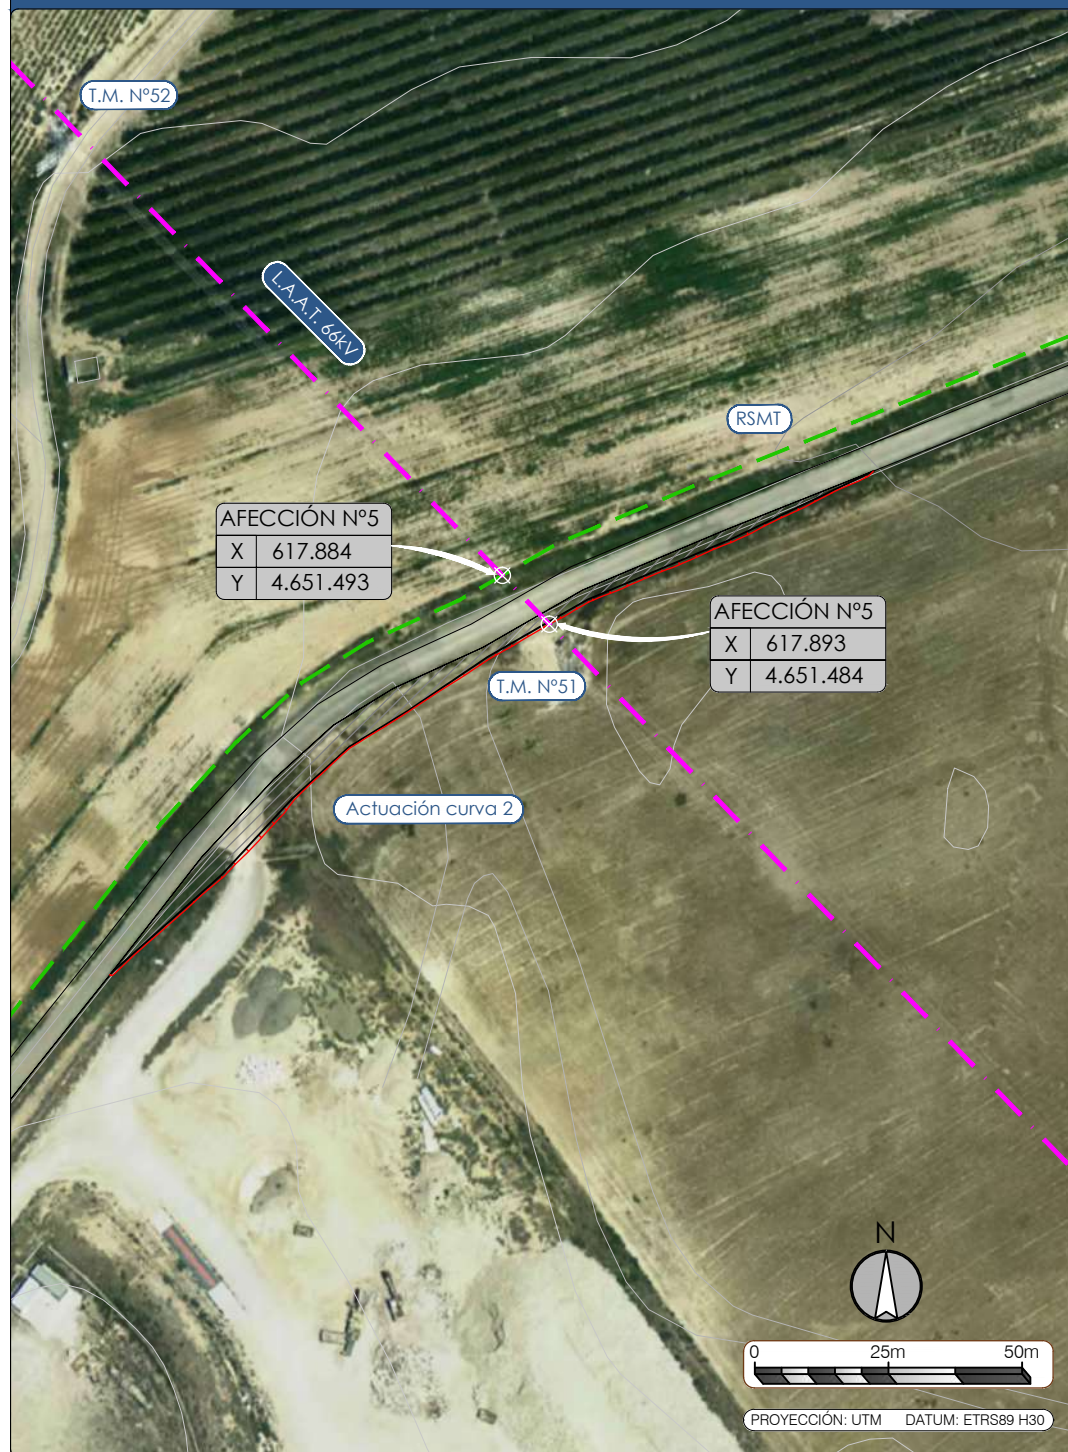 T.M. Nº52
L.A.A.T. 66kV
RSMT
AFECCIÓN Nº5
X 617.884
Y 4.651.493
AFECCIÓN Nº5
X 617.893
Y 4.651.484
T.M. Nº51
Actuación curva 2
N
0 25m 50m
PROYECCIÓN: UTM DATUM: ETRS89 H30